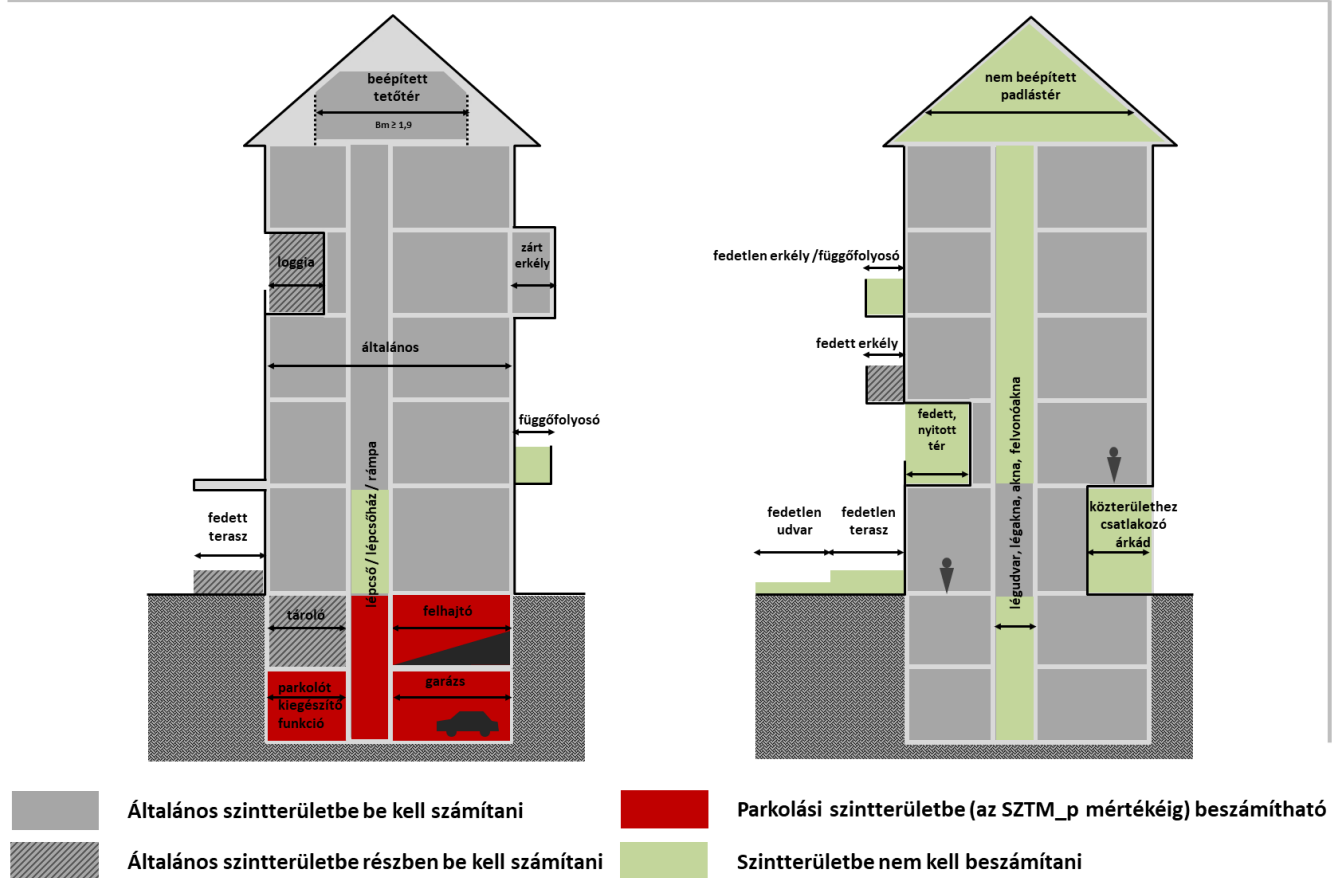 beépített
tetőtér
Bm ≥ 1,9
loggia
zárt
erkély
általános
függőfolyosó
lépcső / lépcsőház / rámpa
fedett
terasz
tároló
felhajtó
parkolót
kiegészítő
funkció
garázs
nem beépített
padlástér
fedetlen erkély /függőfolyosó
fedett erkély
fedett,
nyitott
tér
légudvar, légakna, akna, felvonóakna
fedetlen
udvar
fedetlen
terasz
közterülethez
csatlakozó
árkád
Általános szintterületbe be kell számítani
Parkolási szintterületbe (az SZTM_p mértékéig) beszámítható
Általános szintterületbe részben be kell számítani
Szintterületbe nem kell beszámítani